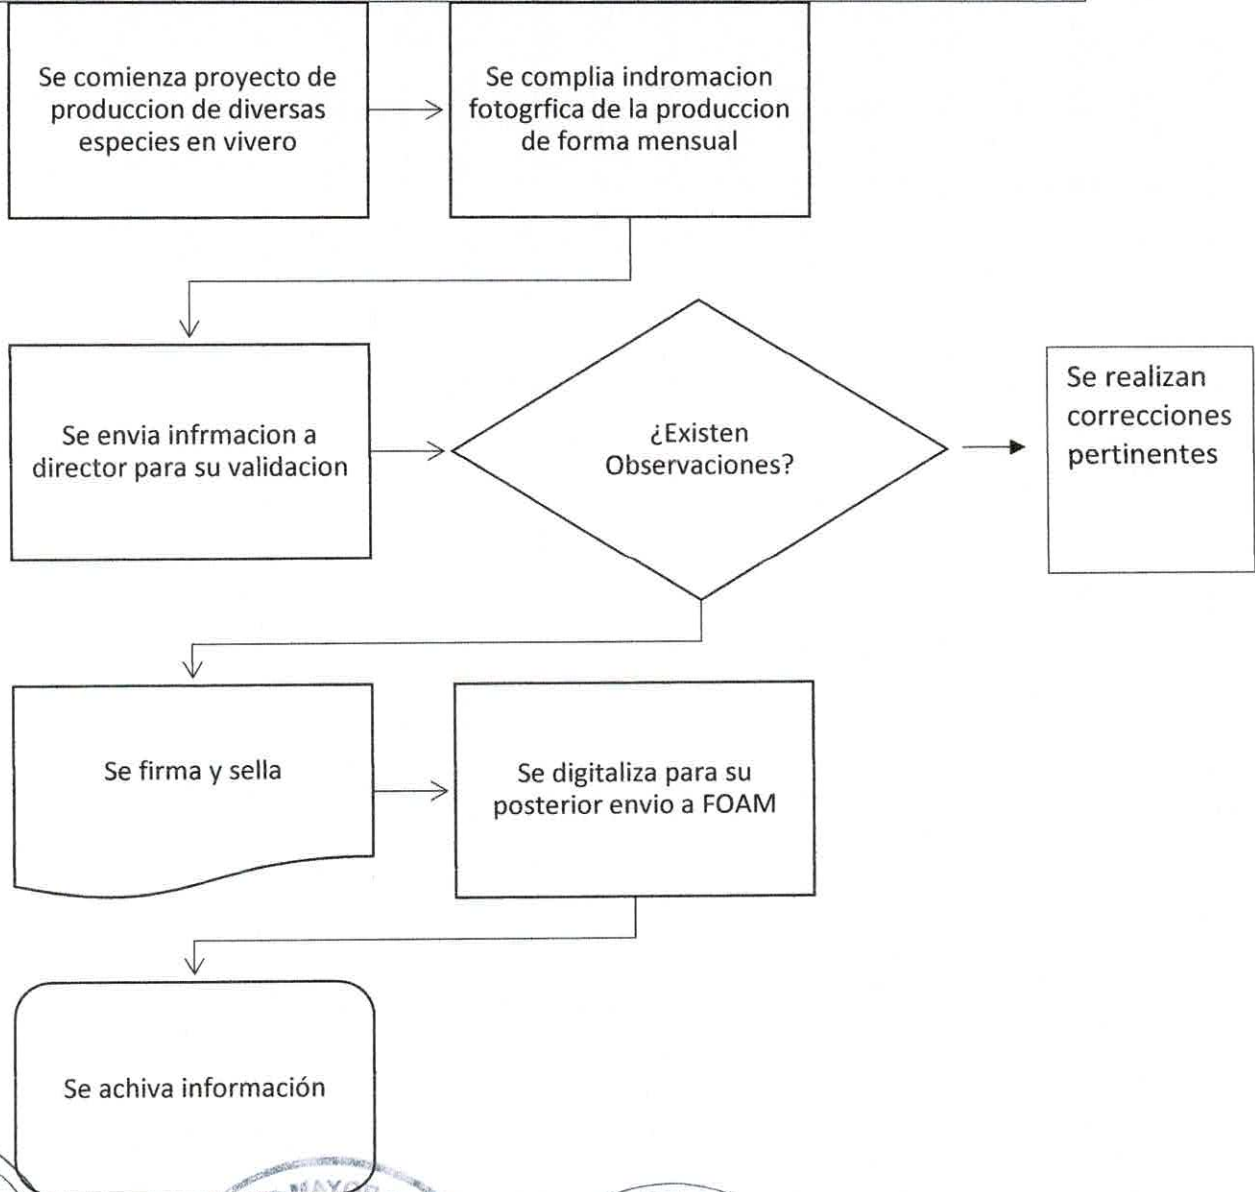 Se comienza proyecto de
produccion de diversas
especies en vivero
Se complia indromacion
fotogrfica de la produccion
de forma mensual
Se envia infrmacion a
director para su validacion
¿Existen
Observaciones?
Se realizan
correcciones
pertinentes
Se firma y sella
Se digitaliza para su
posterior envio a FOAM
Se achiva información
MAYOR